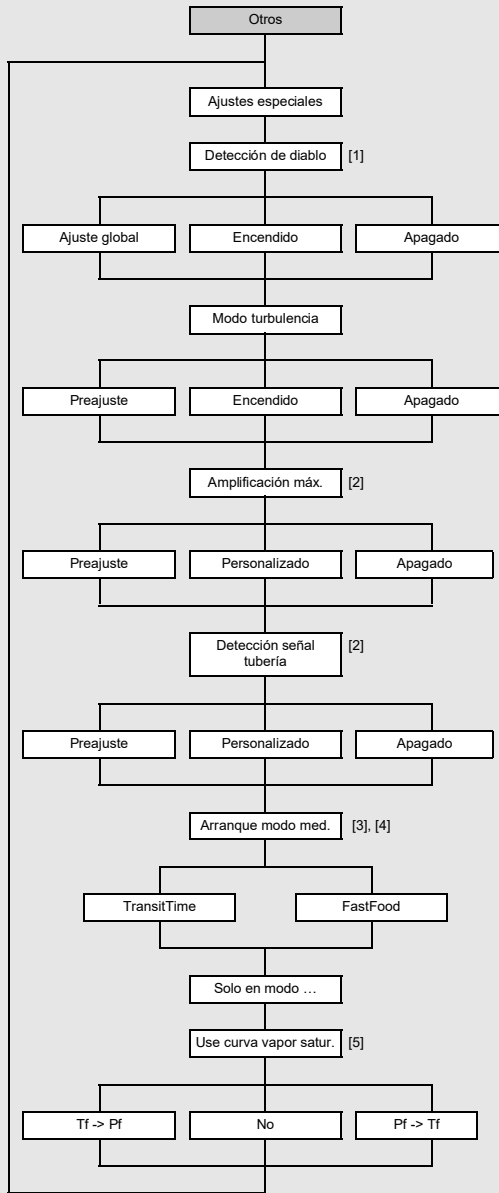 Otros
Ajustes especiales
Detección de diablo [1]
Ajuste global Encendido Apagado
Modo turbulencia
Preajuste Encendido Apagado
Amplificación máx. [2]
Preajuste Personalizado Apagado
Detección señal [2]
tubería
Preajuste Personalizado Apagado
Arranque modo med. [3], [4]
TransitTime FastFood
Solo en modo …
Use curva vapor satur. [5]
Tf -> Pf No Pf -> Tf